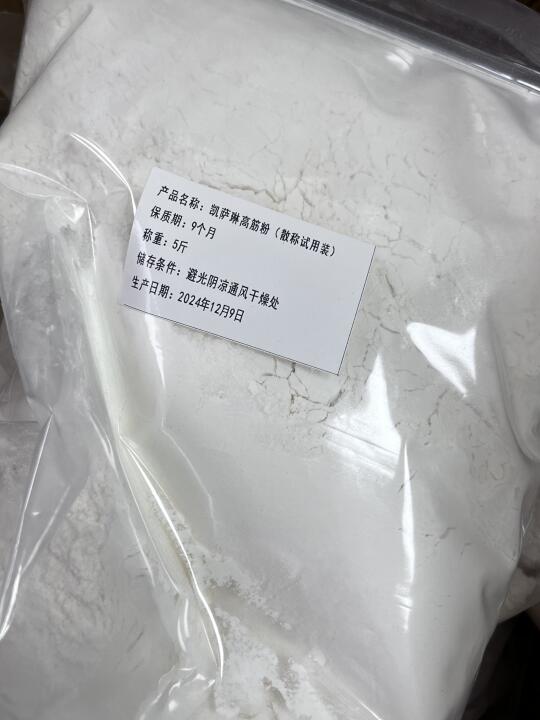 产品名称：凯萨琳高筋粉（散称试用装）
保质期：9个月
称重：5斤
储存条件：避光阴凉通风干燥处
生产日期：2024年12月9日